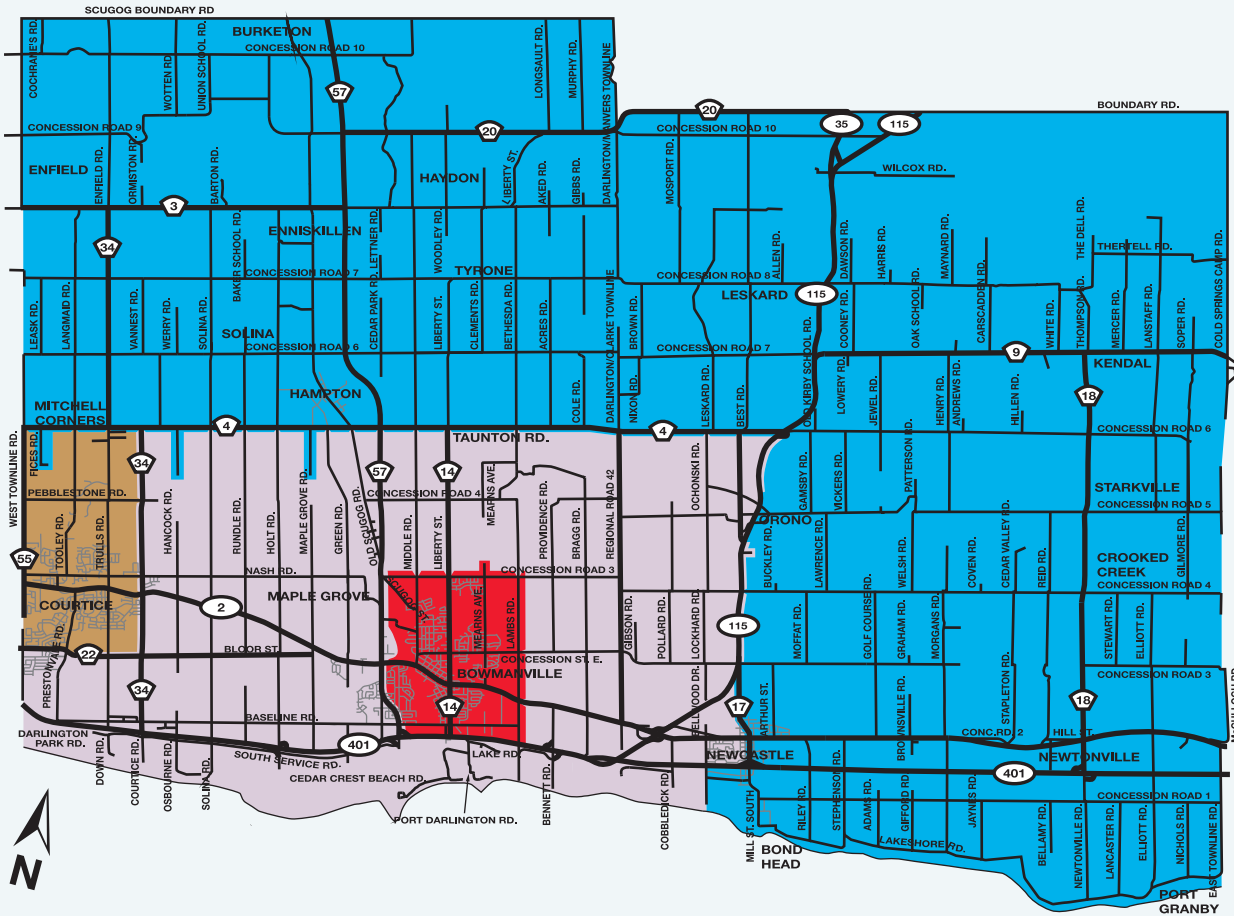 SCUGOG BOUNDARY RD
BURKETON
CONCESSION ROAD 10
COCHRANE'S RD.
WOTTEN RD.
UNION SCHOOL RD.
57
LONGSAULT RD.
MURPHY RD.
DARLINGTON/MANVERS TOWNLINE
20
BOUNDARY RD.
CONCESSION ROAD 9
20
CONCESSION ROAD 10
35
115
ENFIELD
ENFIELD RD.
ORMISTON RD.
BARTON RD.
HAYDON
LIBERTY ST.
AKED RD.
GIBBS RD.
MOSPORT RD.
WILCOX RD.
3
34
ENNISKILLEN
BAKER SCHOOL RD.
LETTNER RD.
WOODLEY RD.
CONCESSION ROAD 7
TYRONE
CONCESSION ROAD 8
ALLEN RD.
DAWSON RD.
HARRIS RD.
MAYNARD RD.
THE DELL RD.
THERTELL RD.
LESKARD
115
LEASK RD.
LANGMAID RD.
VANNEST RD.
WERRY RD.
SOLINA RD.
SOLINA
CONCESSION ROAD 6
CEDAR PARK RD.
LIBERTY ST.
CLEMENTS RD.
BETHESDA RD.
ACRES RD.
DARLINGTON/CLARKE TOWNLINE
BROWN RD.
CONCESSION ROAD 7
COONEY RD.
OAK SCHOOL RD.
CARSCADDEN RD.
WHITE RD.
THOMPSON RD.
MERCER RD.
LANSTAFF RD.
SOPER RD.
COLD SPRINGS CAMP RD.
9
KENDAL
HAMPTON
COLE RD.
NIXON RD.
LESKARD RD.
BEST RD.
OLD KIRBY SCHOOL RD.
LOWERY RD.
JEWEL RD.
HENRY RD.
ANDREWS RD.
HILLEN RD.
18
MITCHELL
CORNERS
4
TAUNTON RD.
4
CONCESSION ROAD 6
WEST TOWNLINE RD.
FICES RD.
34
57
14
PEBBLESTONE RD.
CONCESSION ROAD 4
MEARNS AVE.
OCHONSKI RD.
GAMSBY RD.
VICKERS RD.
PATTERSON RD.
STARKVILLE
CONCESSION ROAD 5
55
TOOLEY RD.
TRULLS RD.
HANCOCK RD.
RUNDLE RD.
HOLT RD.
MAPLE GROVE RD.
GREEN RD.
OLD SCUGOG RD.
MIDDLE RD.
LIBERTY ST.
PROVIDENCE RD.
BRAGG RD.
REGIONAL ROAD 42
ORONO
BUCKLEY RD.
LAWRENCE RD.
WELSH RD.
COVEN RD.
CEDAR VALLEY RD.
REID RD.
CROOKED
CREEK
GILMORE RD.
NASH RD.
CONCESSION ROAD 3
CONCESSION ROAD 4
COURTICE
2
MAPLE GROVE
SCUGOG ST.
MEARNS AVE.
LAMBS RD.
GIBSON RD.
POLLARD RD.
LOCKHARD RD.
115
MOFFAT RD.
GOLF COURSE RD.
GRAHAM RD.
MORGANS RD.
STEWART RD.
ELLIOTT RD.
22
BLOOR ST.
CONCESSION ST. E.
BOWMANVILLE
CONCESSION ROAD 3
PRESTONVALE RD.
34
14
BELLWOOD DR.
17
ARTHUR ST.
BROWNSVILLE RD.
STAPLETON RD.
18
McCULLOCH RD.
BASELINE RD.
CONC.RD. 2
HILL ST.
DARLINGTON
PARK RD.
401
SOUTH SERVICE RD.
LAKE RD.
NEWCASTLE
NEWTONVILLE
401
DOWN RD.
COURTICE RD.
OSBOURNE RD.
SOLINA RD.
CEDAR CREST BEACH RD.
PORT DARLINGTON RD.
BENNETT RD.
COBBLEDICK RD.
MILL ST. SOUTH
RILEY RD.
STEPHENSON RD.
ADAMS RD.
GIFFORD RD.
JAYNES RD.
CONCESSION ROAD 1
BOND
HEAD
LAKESHORE RD.
BELLAMY RD.
NEWTONVILLE RD.
LANCASTER RD.
ELLIOTT RD.
NICHOLS RD.
EAST TOWNLINE RD.
PORT
GRANBY
N